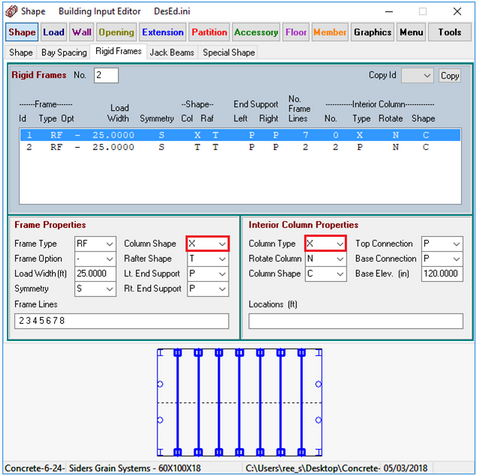 Shape Building Input Editor DesEd.ini
Shape Load Wall Opening Extension Partition Accessory Floor Member Graphics Menu Tools
Shape Bay Spacing Rigid Frames Jack Beams Special Shape
Rigid Frames No. 2 Copy Id Copy
------Frame------- --Shape-- No.
Load End Support Frame ------------Interior Column-------------
Id Type Opt Width Symmetry Col Raf Left Right Lines No. Type Rotate Shape
1 RF - 25.0000 S X T P P 7 0 X N C
2 RF - 25.0000 S T T P P 2 2 P N C
Frame Properties
Frame Type RF Column Shape X
Frame Option - Rafter Shape T
Load Width (ft) 25.0000 Lt. End Support P
Symmetry S Rt. End Support P
Frame Lines
2 3 4 5 6 7 8
Interior Column Properties
Column Type X Top Connection P
Rotate Column N Base Connection P
Column Shape C Base Elev. (in) 120.0000
Locations (ft)
Concrete-6-24- Siders Grain Systems - 60X100X18 C:\Users\ree_s\Desktop\Concrete- 05/03/2018